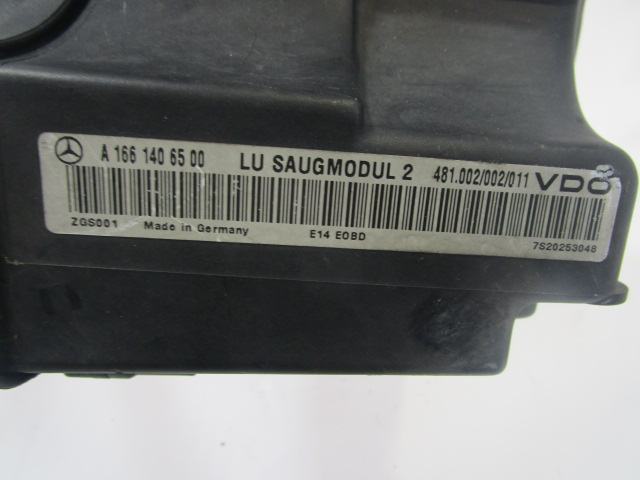 A 166 140 65 00 LU SAUGMODUL 2 481.002/002/011 VDO
ZGS001 Made in Germany E14 EOBD 7S20253048